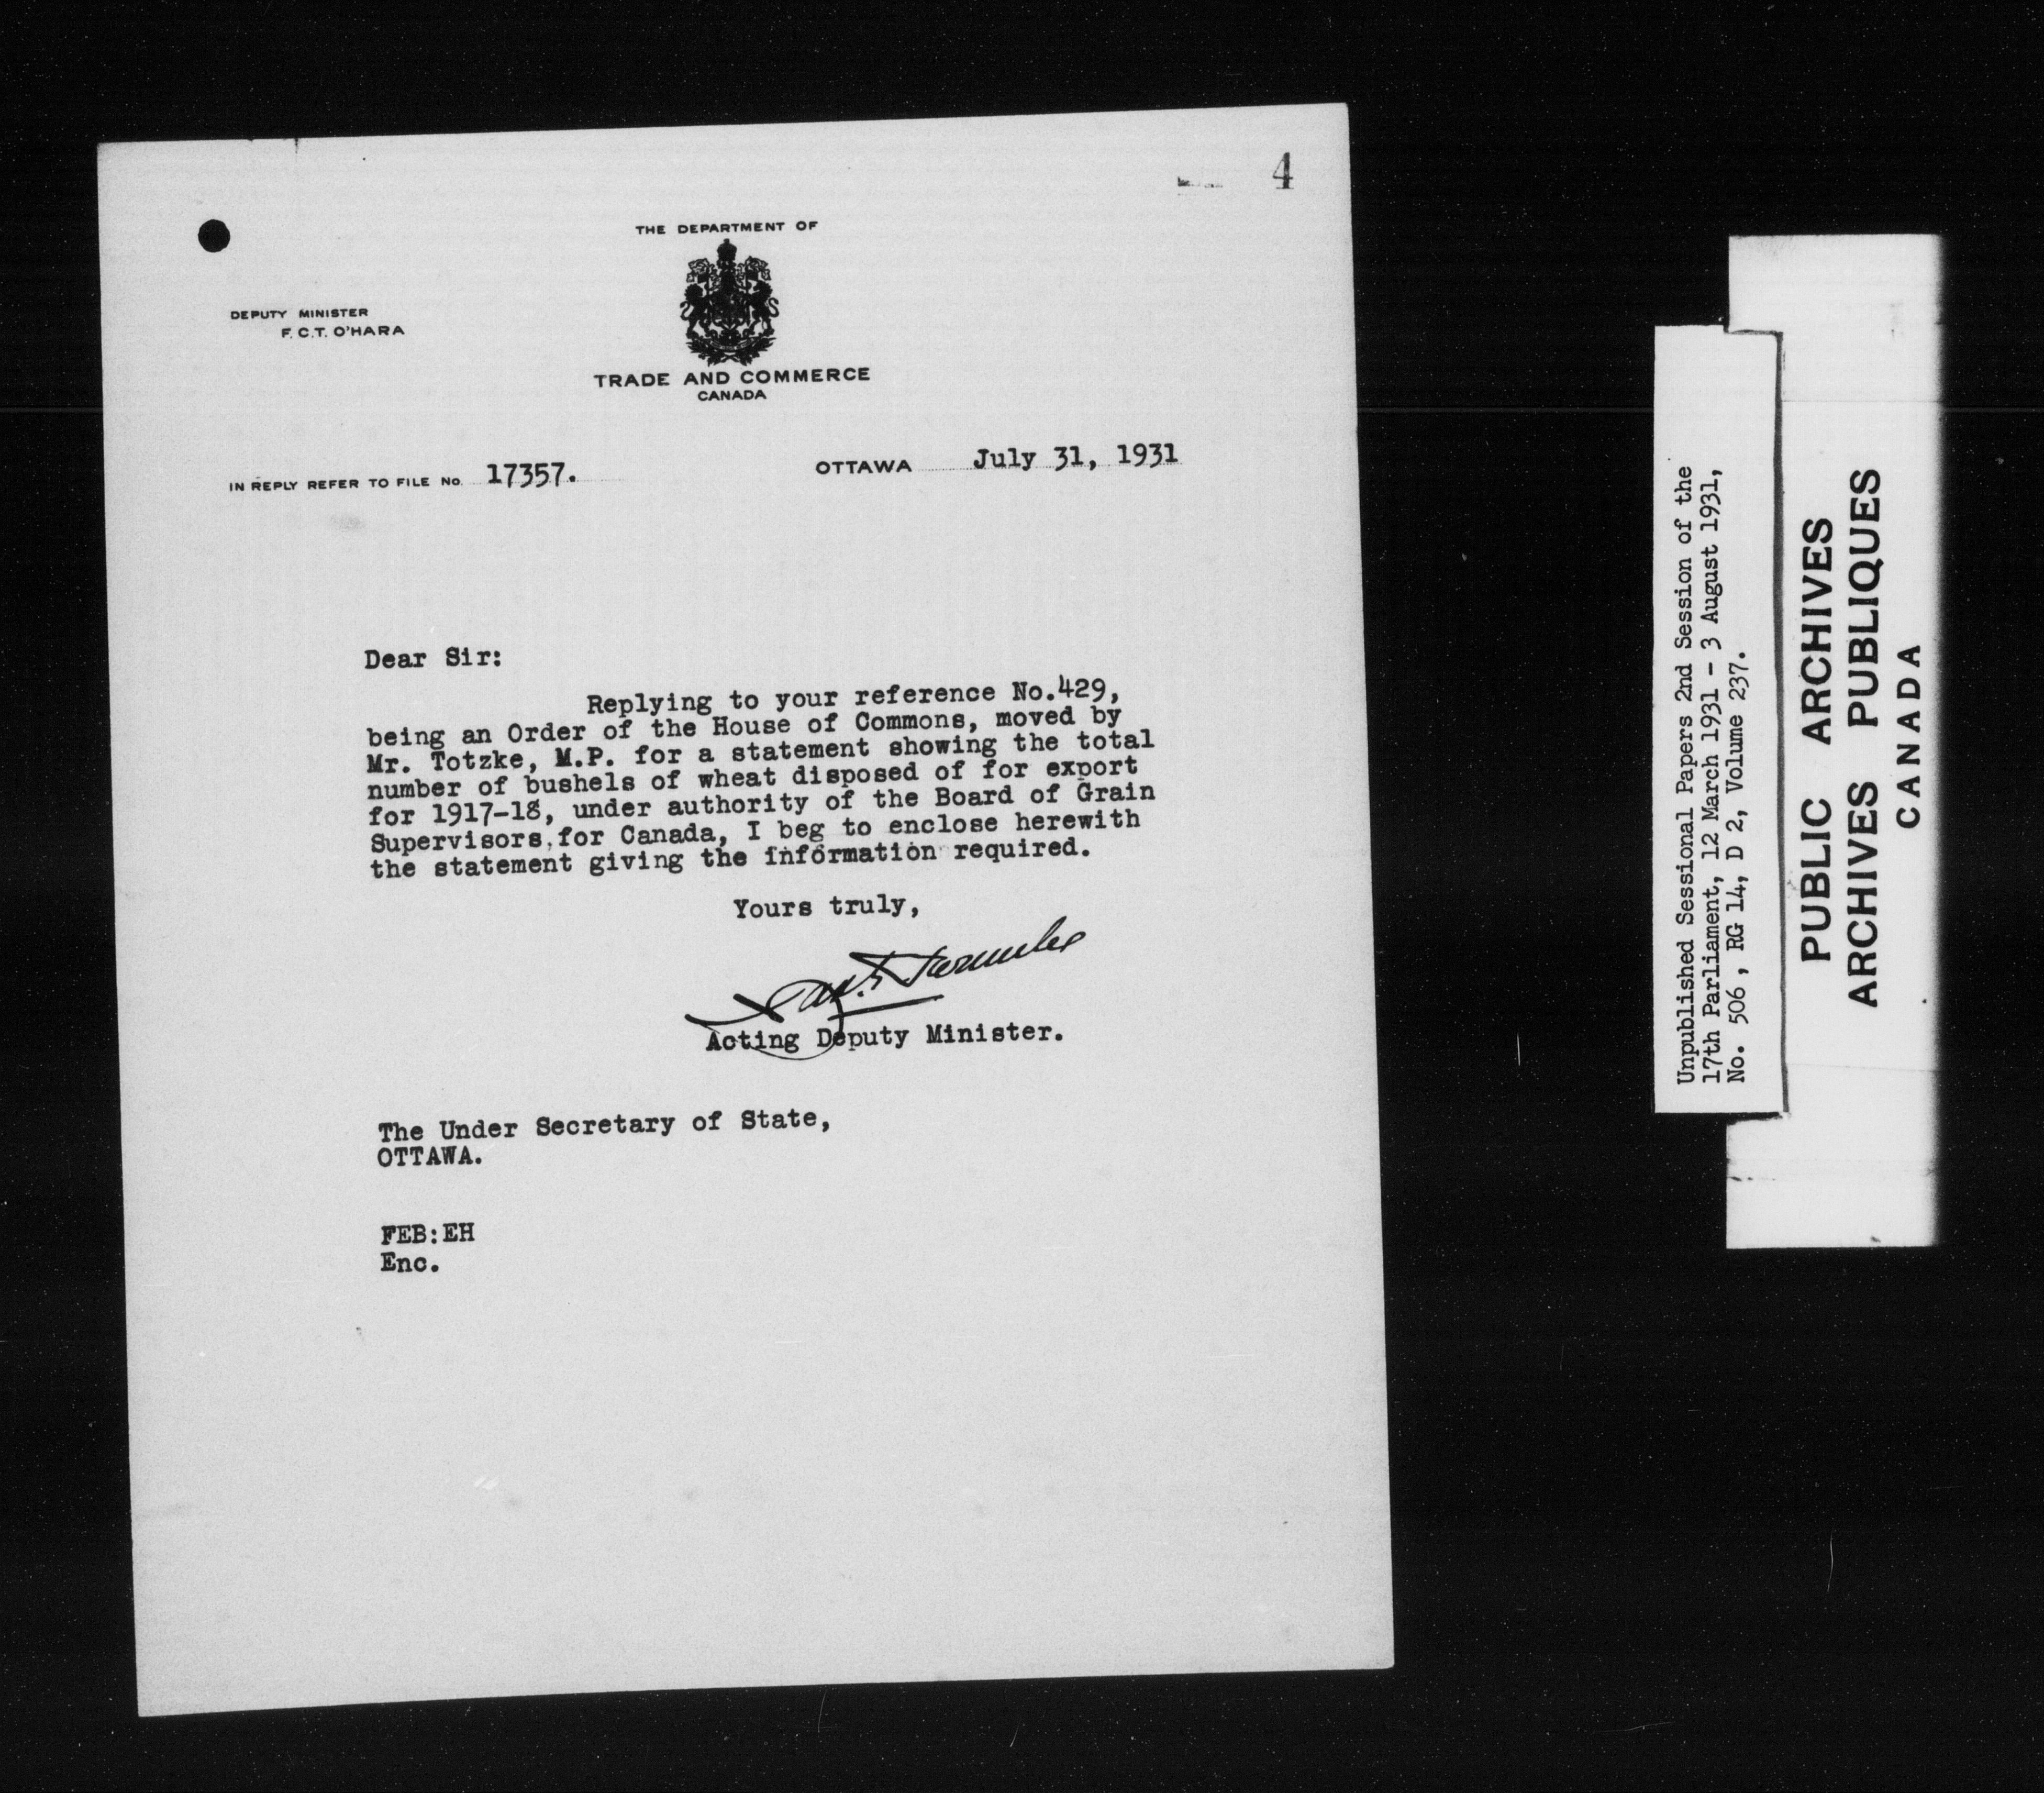 4
THE DEPARTMENT OF
DEPUTY MINISTER
F. C. T. O'HARA
TRADE AND COMMERCE
CANADA
IN REPLY REFER TO FILE No. 17357.
OTTAWA July 31, 1931
Dear Sir:
Replying to your reference No.429,
being an Order of the House of Commons, moved by
Mr. Totzke, M.P. for a statement showing the total
number of bushels of wheat disposed of for export
for 1917-18, under authority of the Board of Grain
Supervisors for Canada, I beg to enclose herewith
the statement giving the information required.
Yours truly,
Acting Deputy Minister.
The Under Secretary of State,
OTTAWA.
FEB:EH
Enc.
Unpublished Sessional Papers 2nd Session of the
17th Parliament, 12 March 1931 - 3 August 1931,
No. 506 , RG 14, D 2, Volume 237.
PUBLIC ARCHIVES
ARCHIVES PUBLIQUES
CANADA